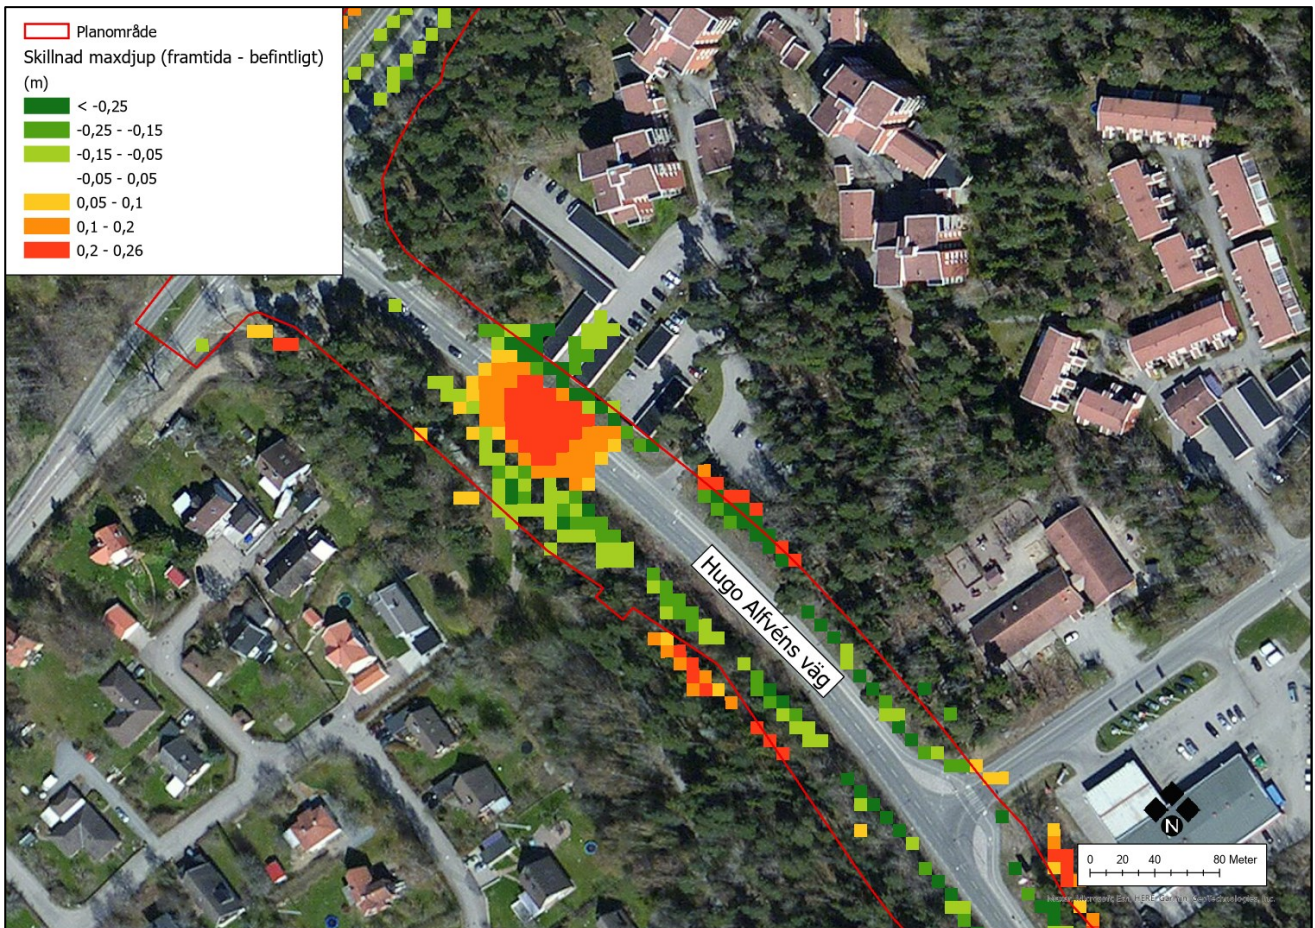 Planområde
Skillnad maxdjup (framtida - befintligt)
(m)
< -0,25
-0,25 - -0,15
-0,15 - -0,05
-0,05 - 0,05
0,05 - 0,1
0,1 - 0,2
0,2 - 0,26
Hugo Alfvéns väg
N
0 20 40 80 Meter